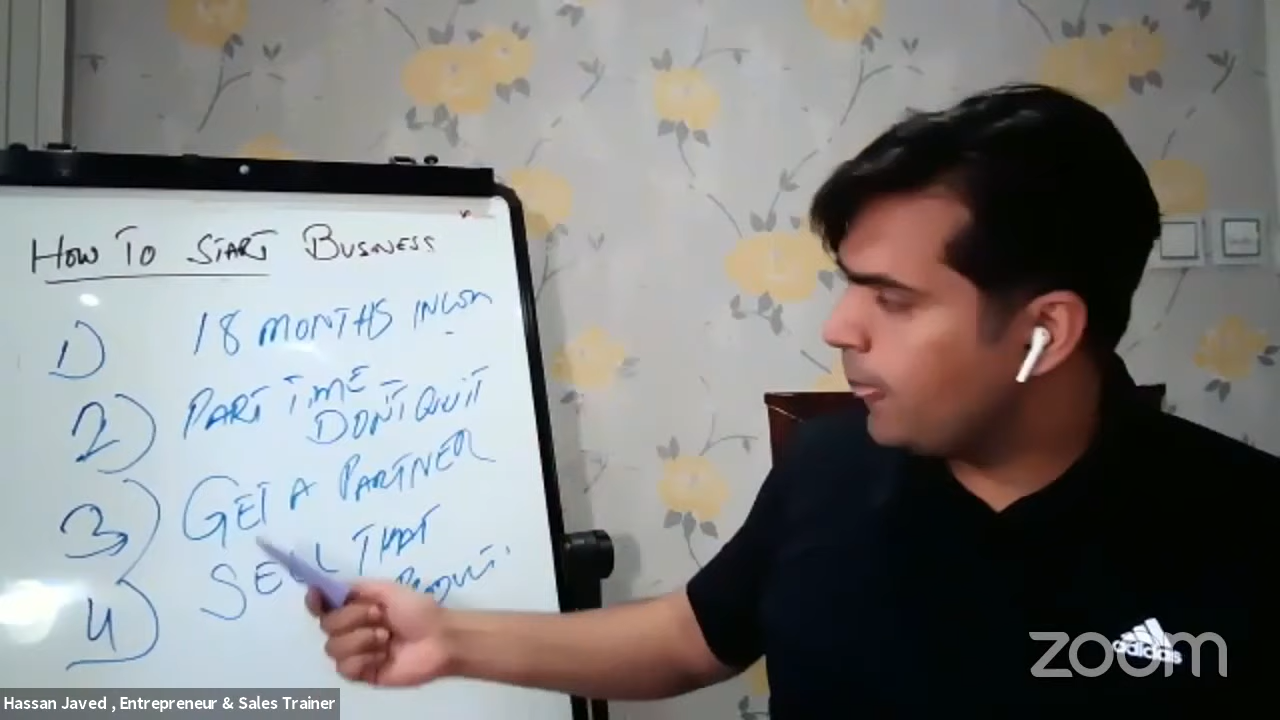 HOW TO START BUSINESS
1) 18 MONTHS
2) PART TIME
DON'T QUIT
3) GET A PARTNER
4) SELL THAT
adidas
zoom
Hassan Javed , Entrepreneur & Sales Trainer